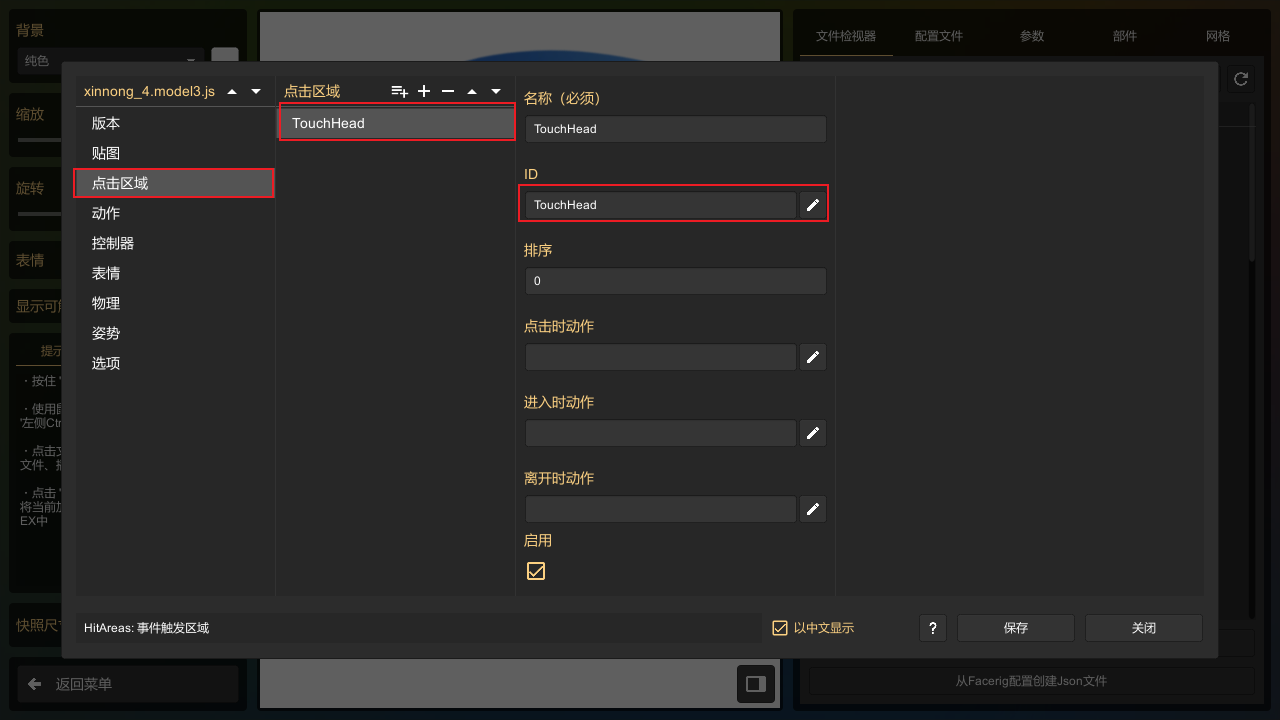 背景
纯色
缩放
旋转
表情
显示可
提示
· 按住 '
· 使用
'左侧Ctr
· 点击
文件、
· 点击 '
将当前
EX中
快照尺
返回菜单
文件检视器
配置文件
参数
部件
网格
从Facerig配置创建Json文件
xinnong_4.model3.js
版本
贴图
点击区域
动作
控制器
表情
物理
姿势
选项
点击区域
TouchHead
名称（必须）
TouchHead
ID
TouchHead
排序
0
点击时动作
进入时动作
离开时动作
启用
HitAreas: 事件触发区域
以中文显示
?
保存
关闭